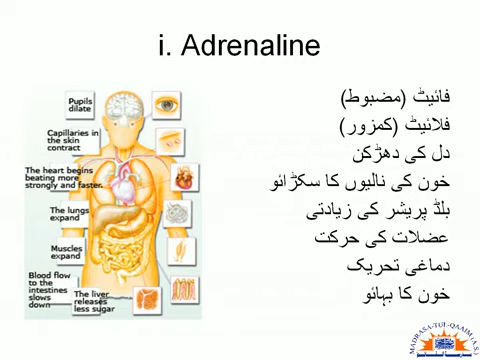 i. Adrenaline
Pupils
dilate
Capillaries in
the skin
contract
The heart begins
beating more
strongly and faster.
The lungs
expand
Muscles
expand
Blood flow
to the
intestines
slows
down
The liver
releases
less sugar
فائیٹ (مضبوط)
فلائیٹ (کمزور)
دل کی دھڑکن
خون کی نالیوں کا سکڑائو
بلڈ پریشر کی زیادتی
عضلات کی حرکت
دماغی تحریک
خون کا بہائو
MADRASA-TUL-QAAIM (A.S)